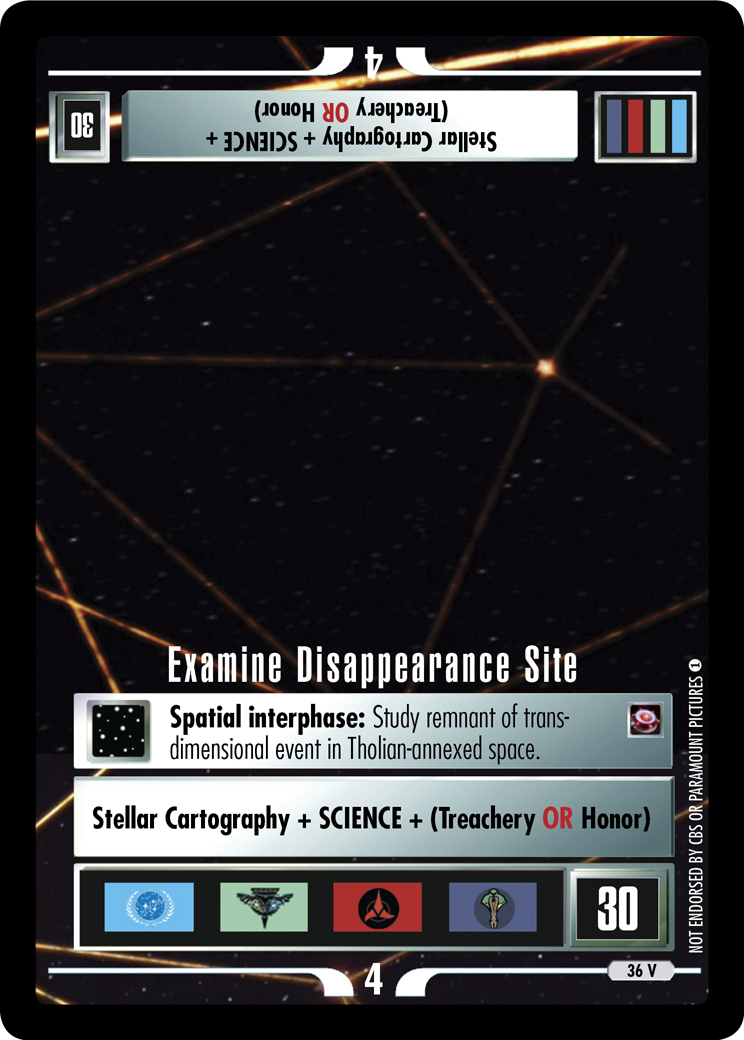 4
30
Stellar Cartography + SCIENCE +
(Treachery OR Honor)
Examine Disappearance Site
Spatial interphase: Study remnant of trans-
dimensional event in Tholian-annexed space.
Stellar Cartography + SCIENCE + (Treachery OR Honor)
30
NOT ENDORSED BY CBS OR PARAMOUNT PICTURES 1
36 V
4